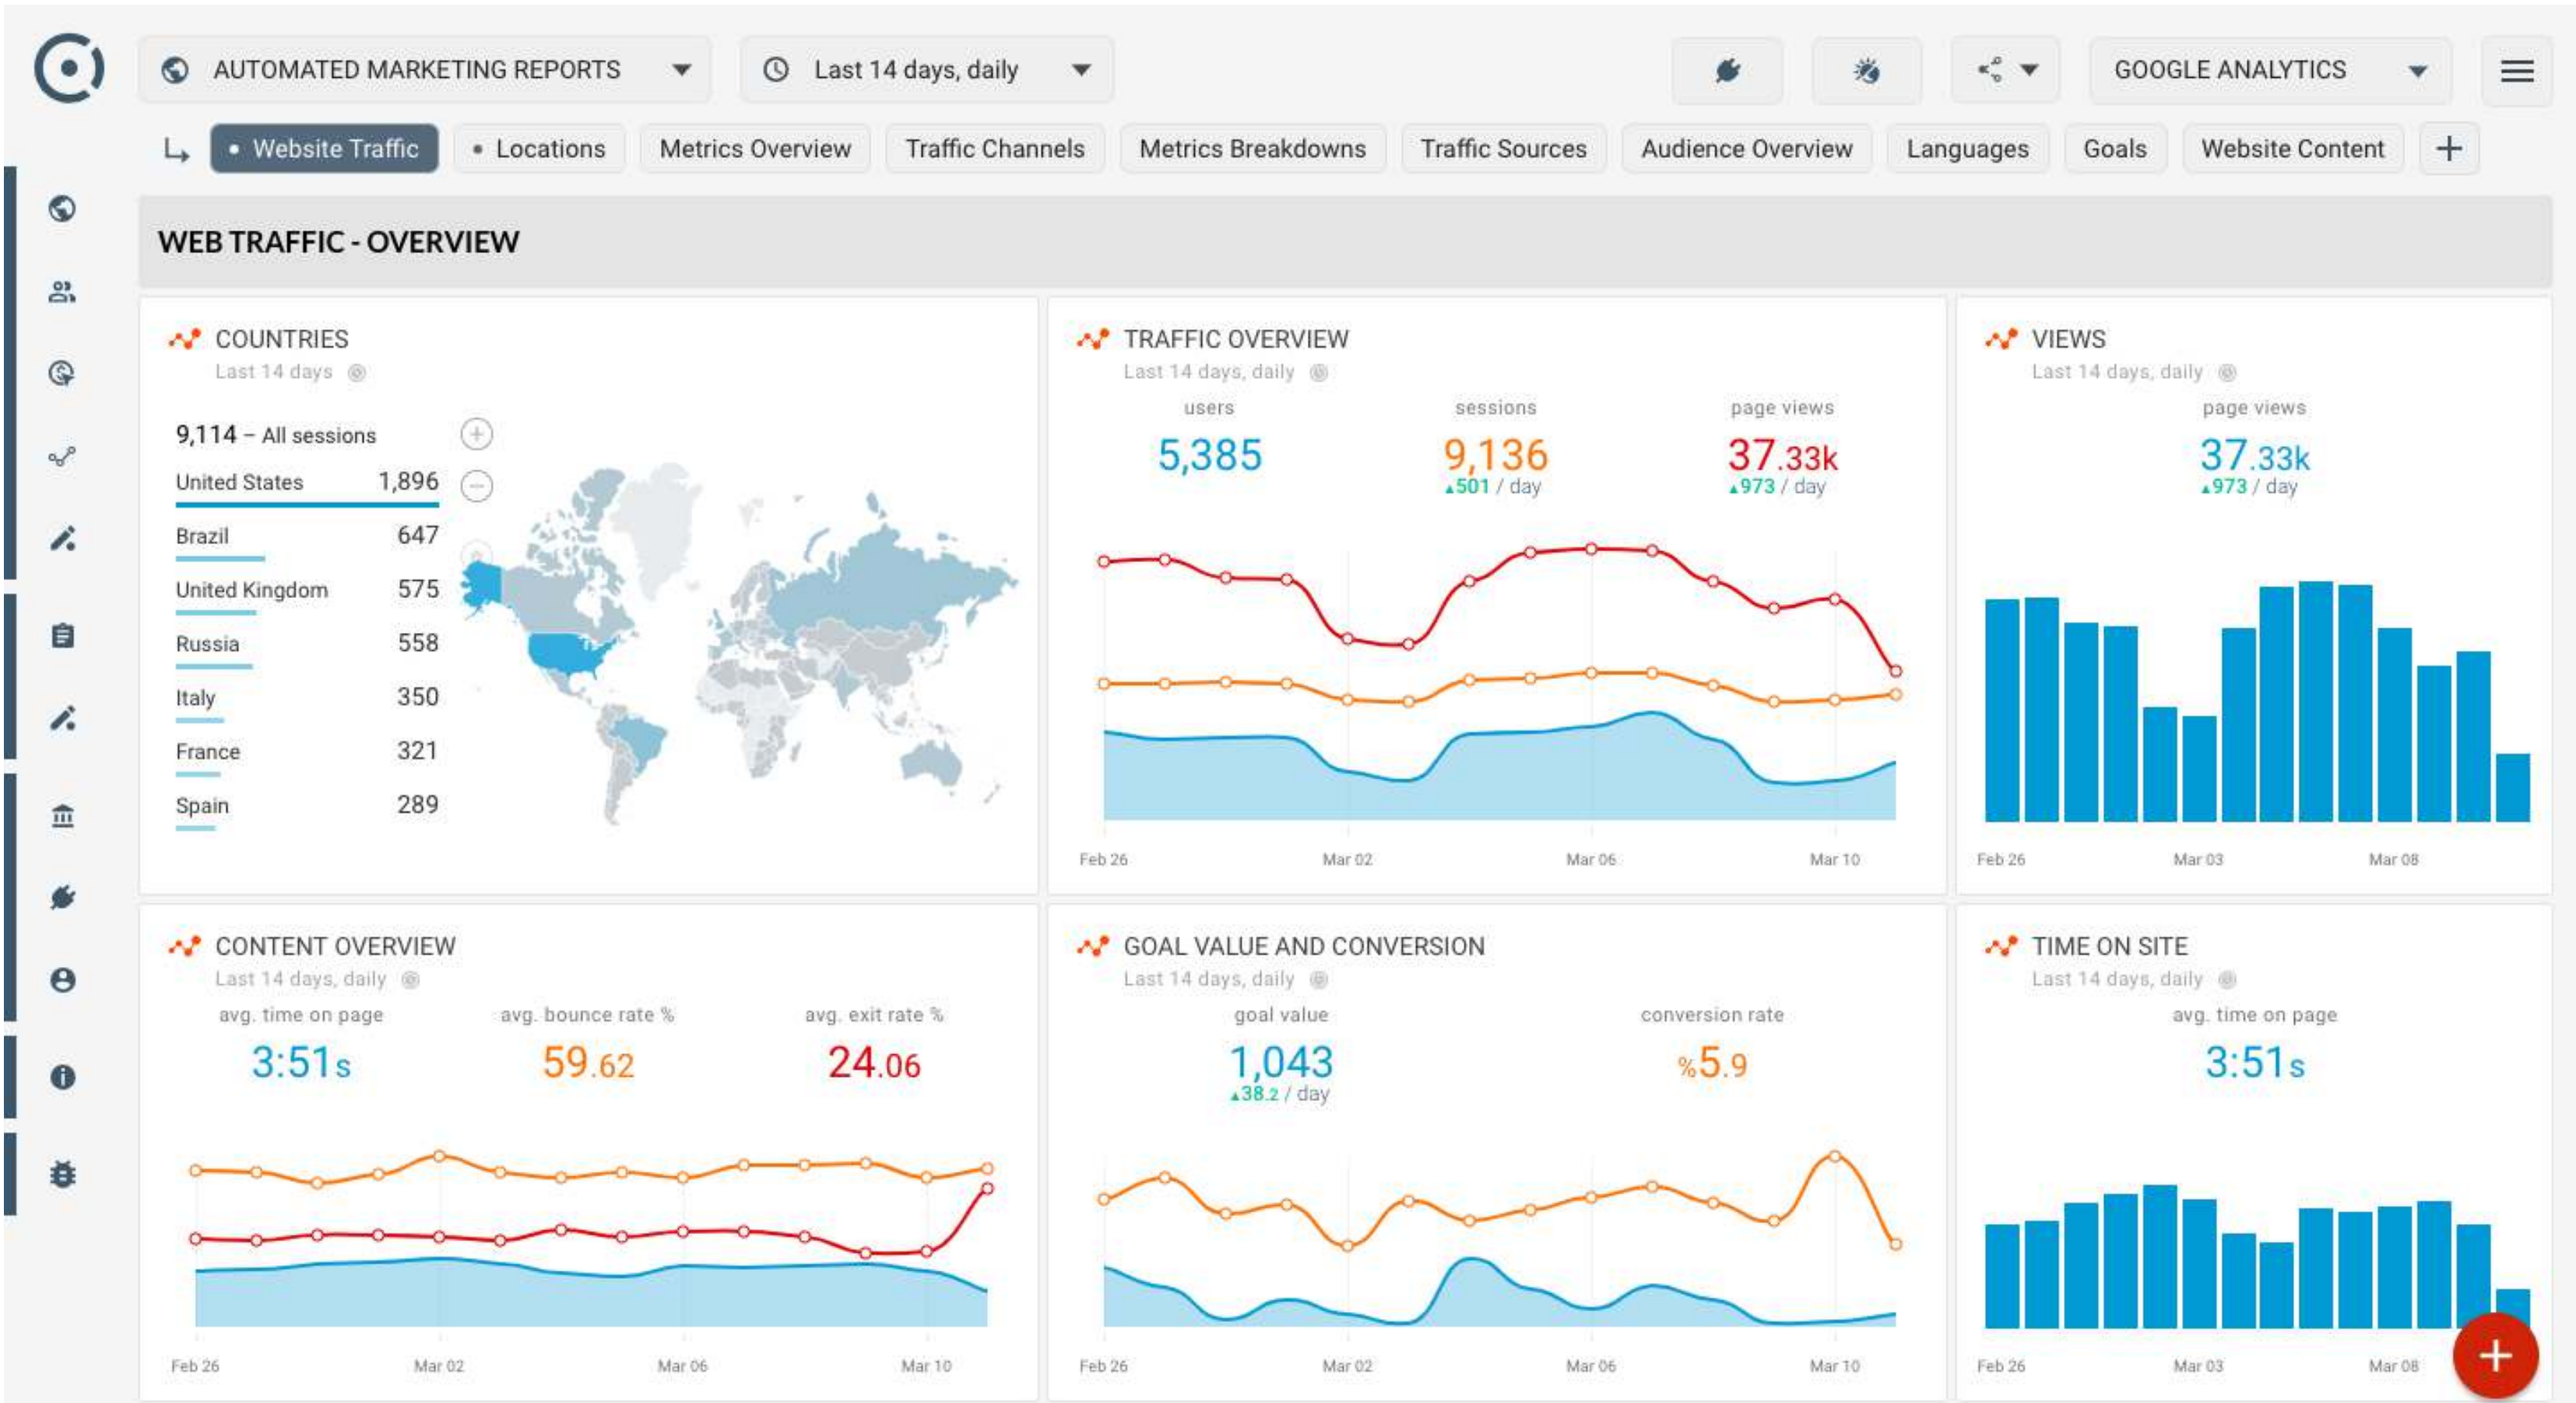 AUTOMATED MARKETING REPORTS
Last 14 days, daily
GOOGLE ANALYTICS
Website Traffic
Locations
Metrics Overview
Traffic Channels
Metrics Breakdowns
Traffic Sources
Audience Overview
Languages
Goals
Website Content
WEB TRAFFIC - OVERVIEW
COUNTRIES
Last 14 days
9,114 – All sessions
United States 1,896
Brazil 647
United Kingdom 575
Russia 558
Italy 350
France 321
Spain 289
TRAFFIC OVERVIEW
Last 14 days, daily
users sessions page views
5,385 9,136 37.33k
▲501 / day ▲973 / day
Feb 26 Mar 02 Mar 06 Mar 10
VIEWS
Last 14 days, daily
page views
37.33k
▲973 / day
Feb 26 Mar 03 Mar 08
CONTENT OVERVIEW
Last 14 days, daily
avg. time on page avg. bounce rate % avg. exit rate %
3:51s 59.62 24.06
Feb 26 Mar 02 Mar 06 Mar 10
GOAL VALUE AND CONVERSION
Last 14 days, daily
goal value conversion rate
1,043 %5.9
▲38.2 / day
Feb 26 Mar 02 Mar 06 Mar 10
TIME ON SITE
Last 14 days, daily
avg. time on page
3:51s
Feb 26 Mar 03 Mar 08